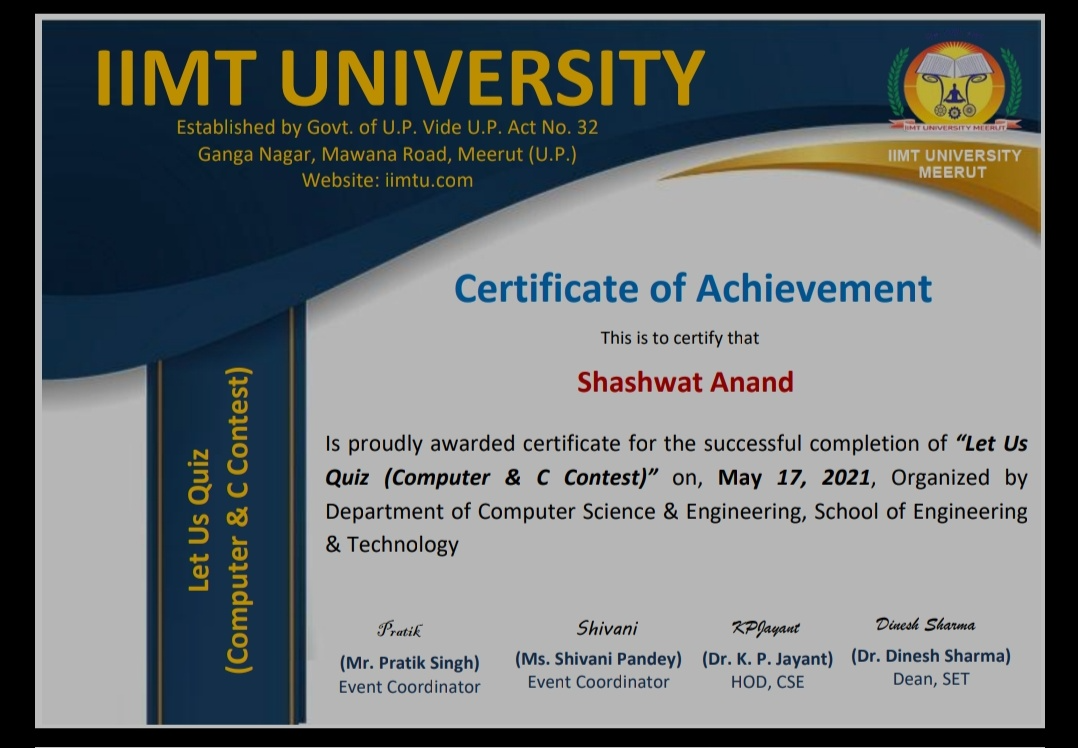 IIMT UNIVERSITY
Established by Govt. of U.P. Vide U.P. Act No. 32
Ganga Nagar, Mawana Road, Meerut (U.P.)
Website: iimtu.com
IIMT UNIVERSITY MEERUT
IIMT UNIVERSITY
MEERUT
Certificate of Achievement
This is to certify that
Shashwat Anand
Is proudly awarded certificate for the successful completion of “Let Us
Quiz (Computer & C Contest)” on, May 17, 2021, Organized by
Department of Computer Science & Engineering, School of Engineering
& Technology
Let Us Quiz
(Computer & C Contest)
Pratik
(Mr. Pratik Singh)
Event Coordinator
Shivani
(Ms. Shivani Pandey)
Event Coordinator
KPJayant
(Dr. K. P. Jayant)
HOD, CSE
Dinesh Sharma
(Dr. Dinesh Sharma)
Dean, SET